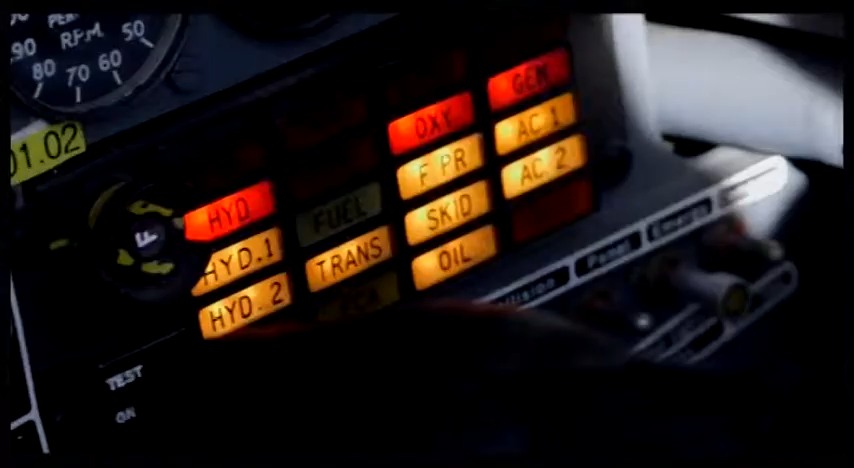 90
RPM
50
80
70
60
01.02
F
HYD
HYD.1
HYD. 2
FUEL
TRANS
OXY
F PR
SKID
OIL
GEN
AC 1
AC 2
Panel
TEST
ON